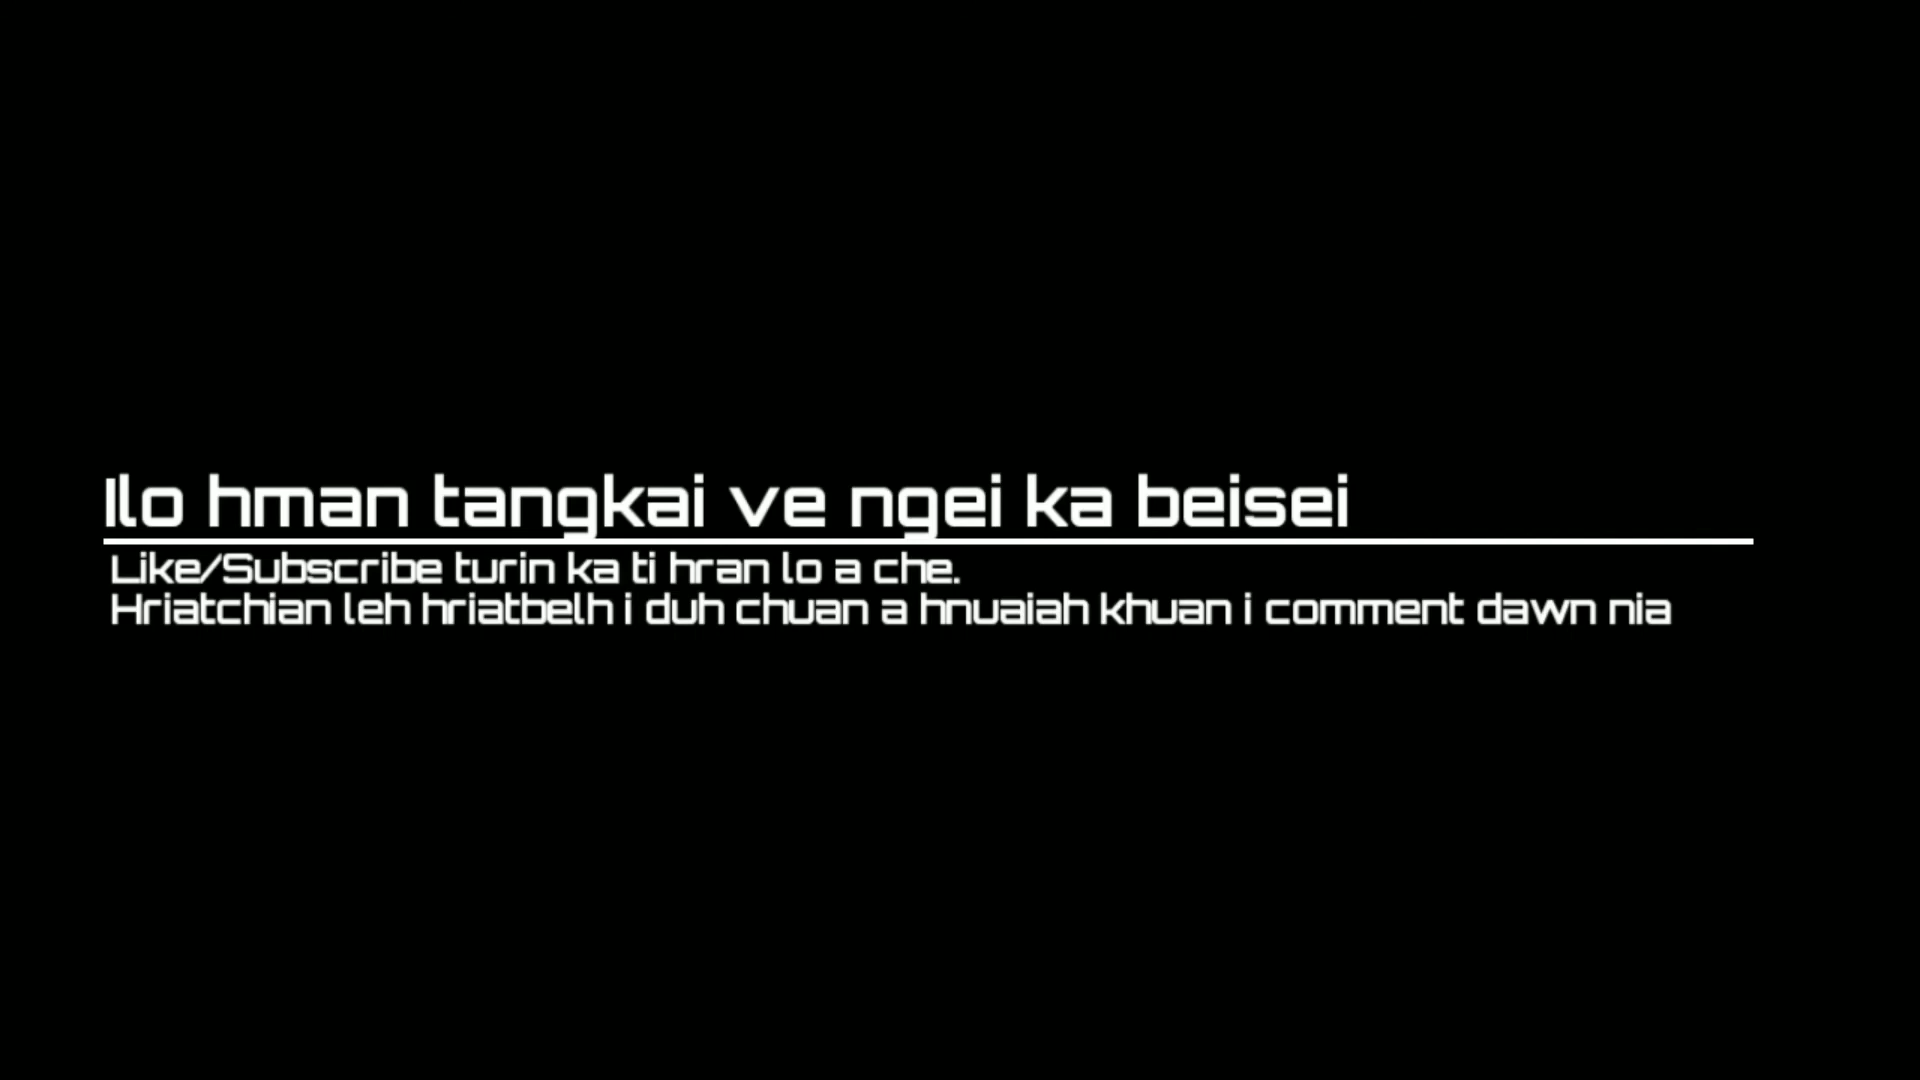 Ilo hman tangkai ve ngei ka beisei
Like/Subscribe turin ka ti hran lo a che.
Hriatchian leh hriatbelh i duh chuan a hnuaiah khuan i comment dawn nia